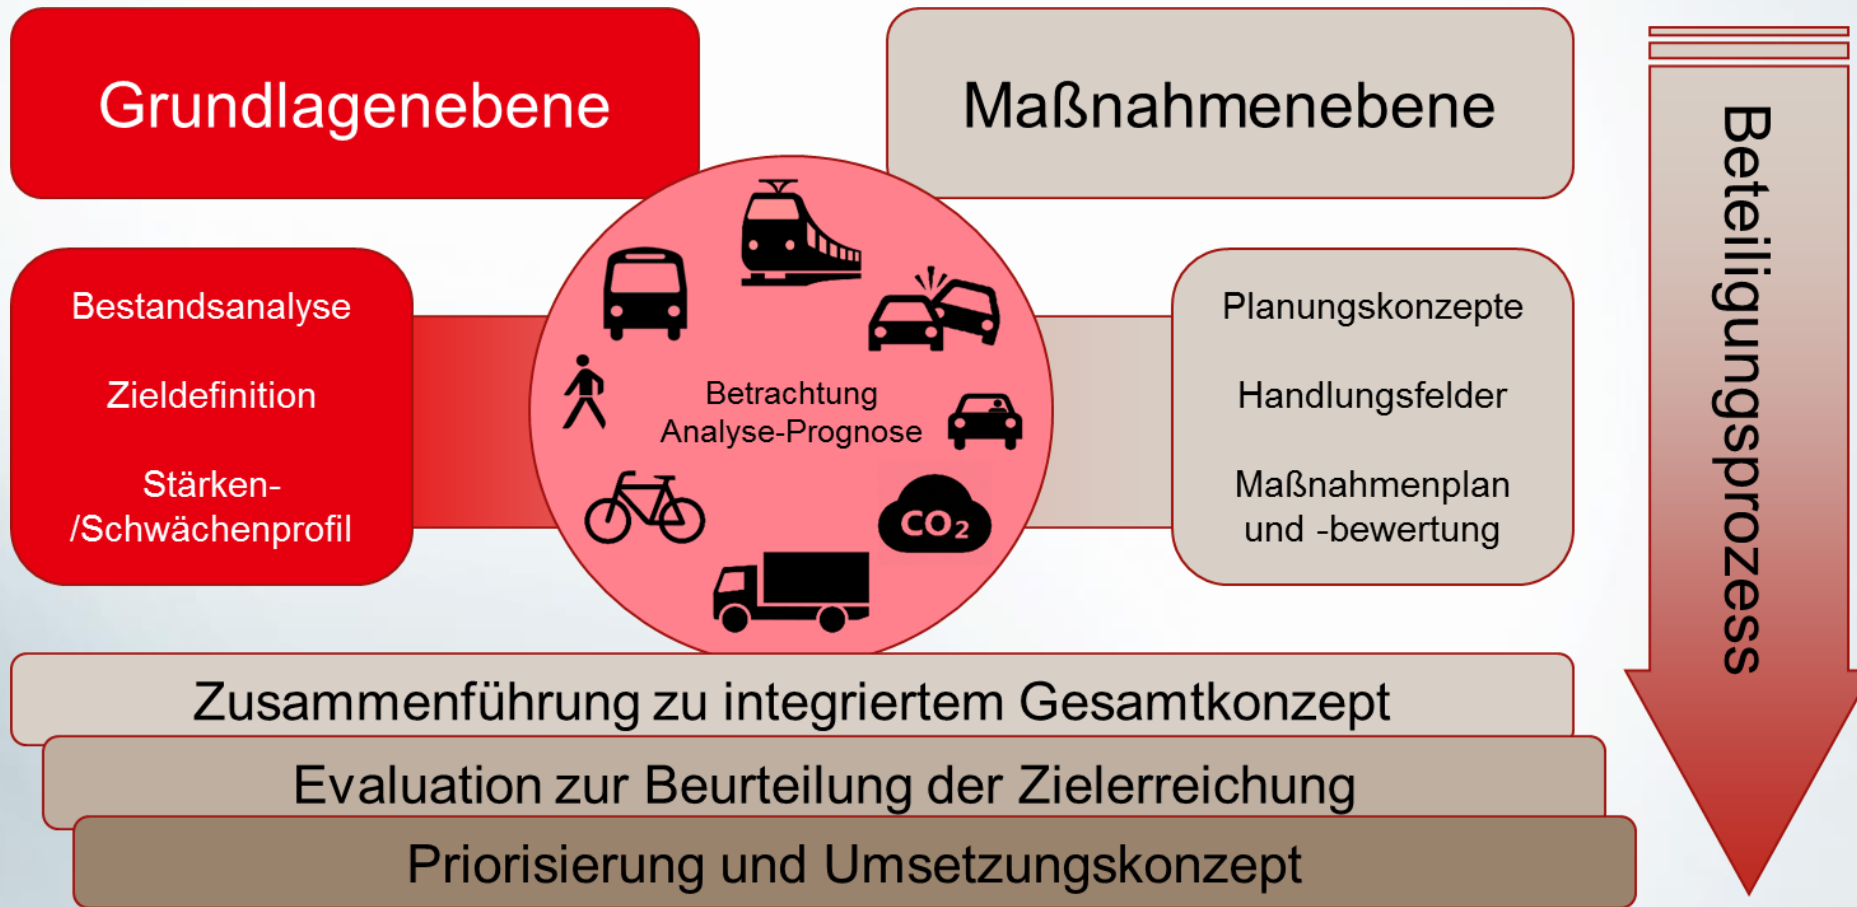 Grundlagenebene
Maßnahmenebene
Bestandsanalyse
Zieldefinition
Stärken-
/Schwächenprofil
Betrachtung
Analyse-Prognose
CO₂
Planungskonzepte
Handlungsfelder
Maßnahmenplan
und -bewertung
Zusammenführung zu integriertem Gesamtkonzept
Evaluation zur Beurteilung der Zielerreichung
Priorisierung und Umsetzungskonzept
Beteiligungsprozess